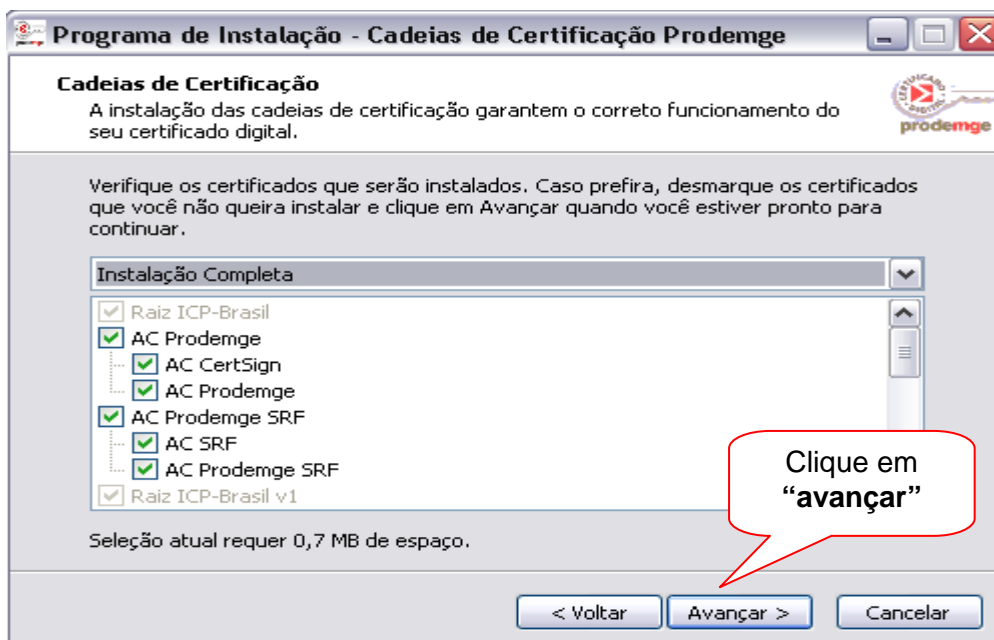 Programa de Instalação - Cadeias de Certificação Prodemge
Cadeias de Certificação
A instalação das cadeias de certificação garantem o correto funcionamento do
seu certificado digital.
CERTIFICADO DIGITAL
prodemge
Verifique os certificados que serão instalados. Caso prefira, desmarque os certificados
que você não queira instalar e clique em Avançar quando você estiver pronto para
continuar.
Instalação Completa
Raiz ICP-Brasil
AC Prodemge
AC CertSign
AC Prodemge
AC Prodemge SRF
AC SRF
AC Prodemge SRF
Raiz ICP-Brasil v1
Clique em
“avançar”
Seleção atual requer 0,7 MB de espaço.
< Voltar
Avançar >
Cancelar